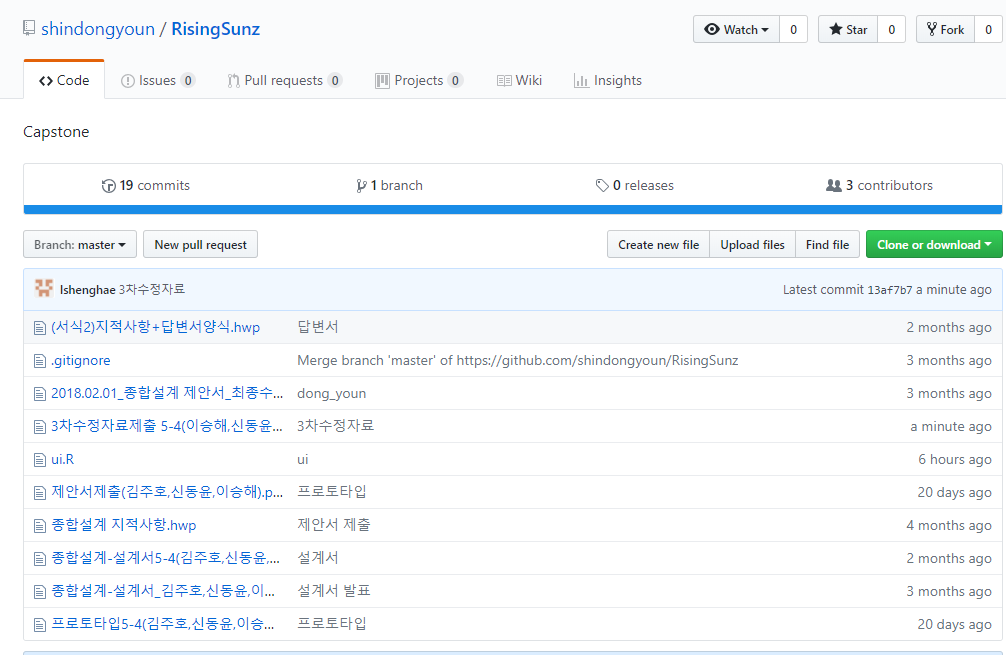 shindongyoun / RisingSunz
Watch 0 Star 0 Fork 0
Code Issues 0 Pull requests 0 Projects 0 Wiki Insights
Capstone
19 commits 1 branch 0 releases 3 contributors
Branch: master New pull request Create new file Upload files Find file Clone or download
lshenghae 3차수정자료 Latest commit 13af7b7 a minute ago
(서식2)지적사항+답변서양식.hwp 답변서 2 months ago
.gitignore Merge branch 'master' of https://github.com/shindongyoun/RisingSunz 3 months ago
2018.02.01_종합설계 제안서_최종수... dong_youn 3 months ago
3차수정자료제출 5-4(이승해,신동윤... 3차수정자료 a minute ago
ui.R ui 6 hours ago
제안서제출(김주호,신동윤,이승해).p... 프로토타입 20 days ago
종합설계 지적사항.hwp 제안서 제출 4 months ago
종합설계-설계서5-4(김주호,신동윤,... 설계서 2 months ago
종합설계-설계서_김주호,신동윤,이... 설계서 발표 3 months ago
프로토타입5-4(김주호,신동윤,이승... 프로토타입 20 days ago